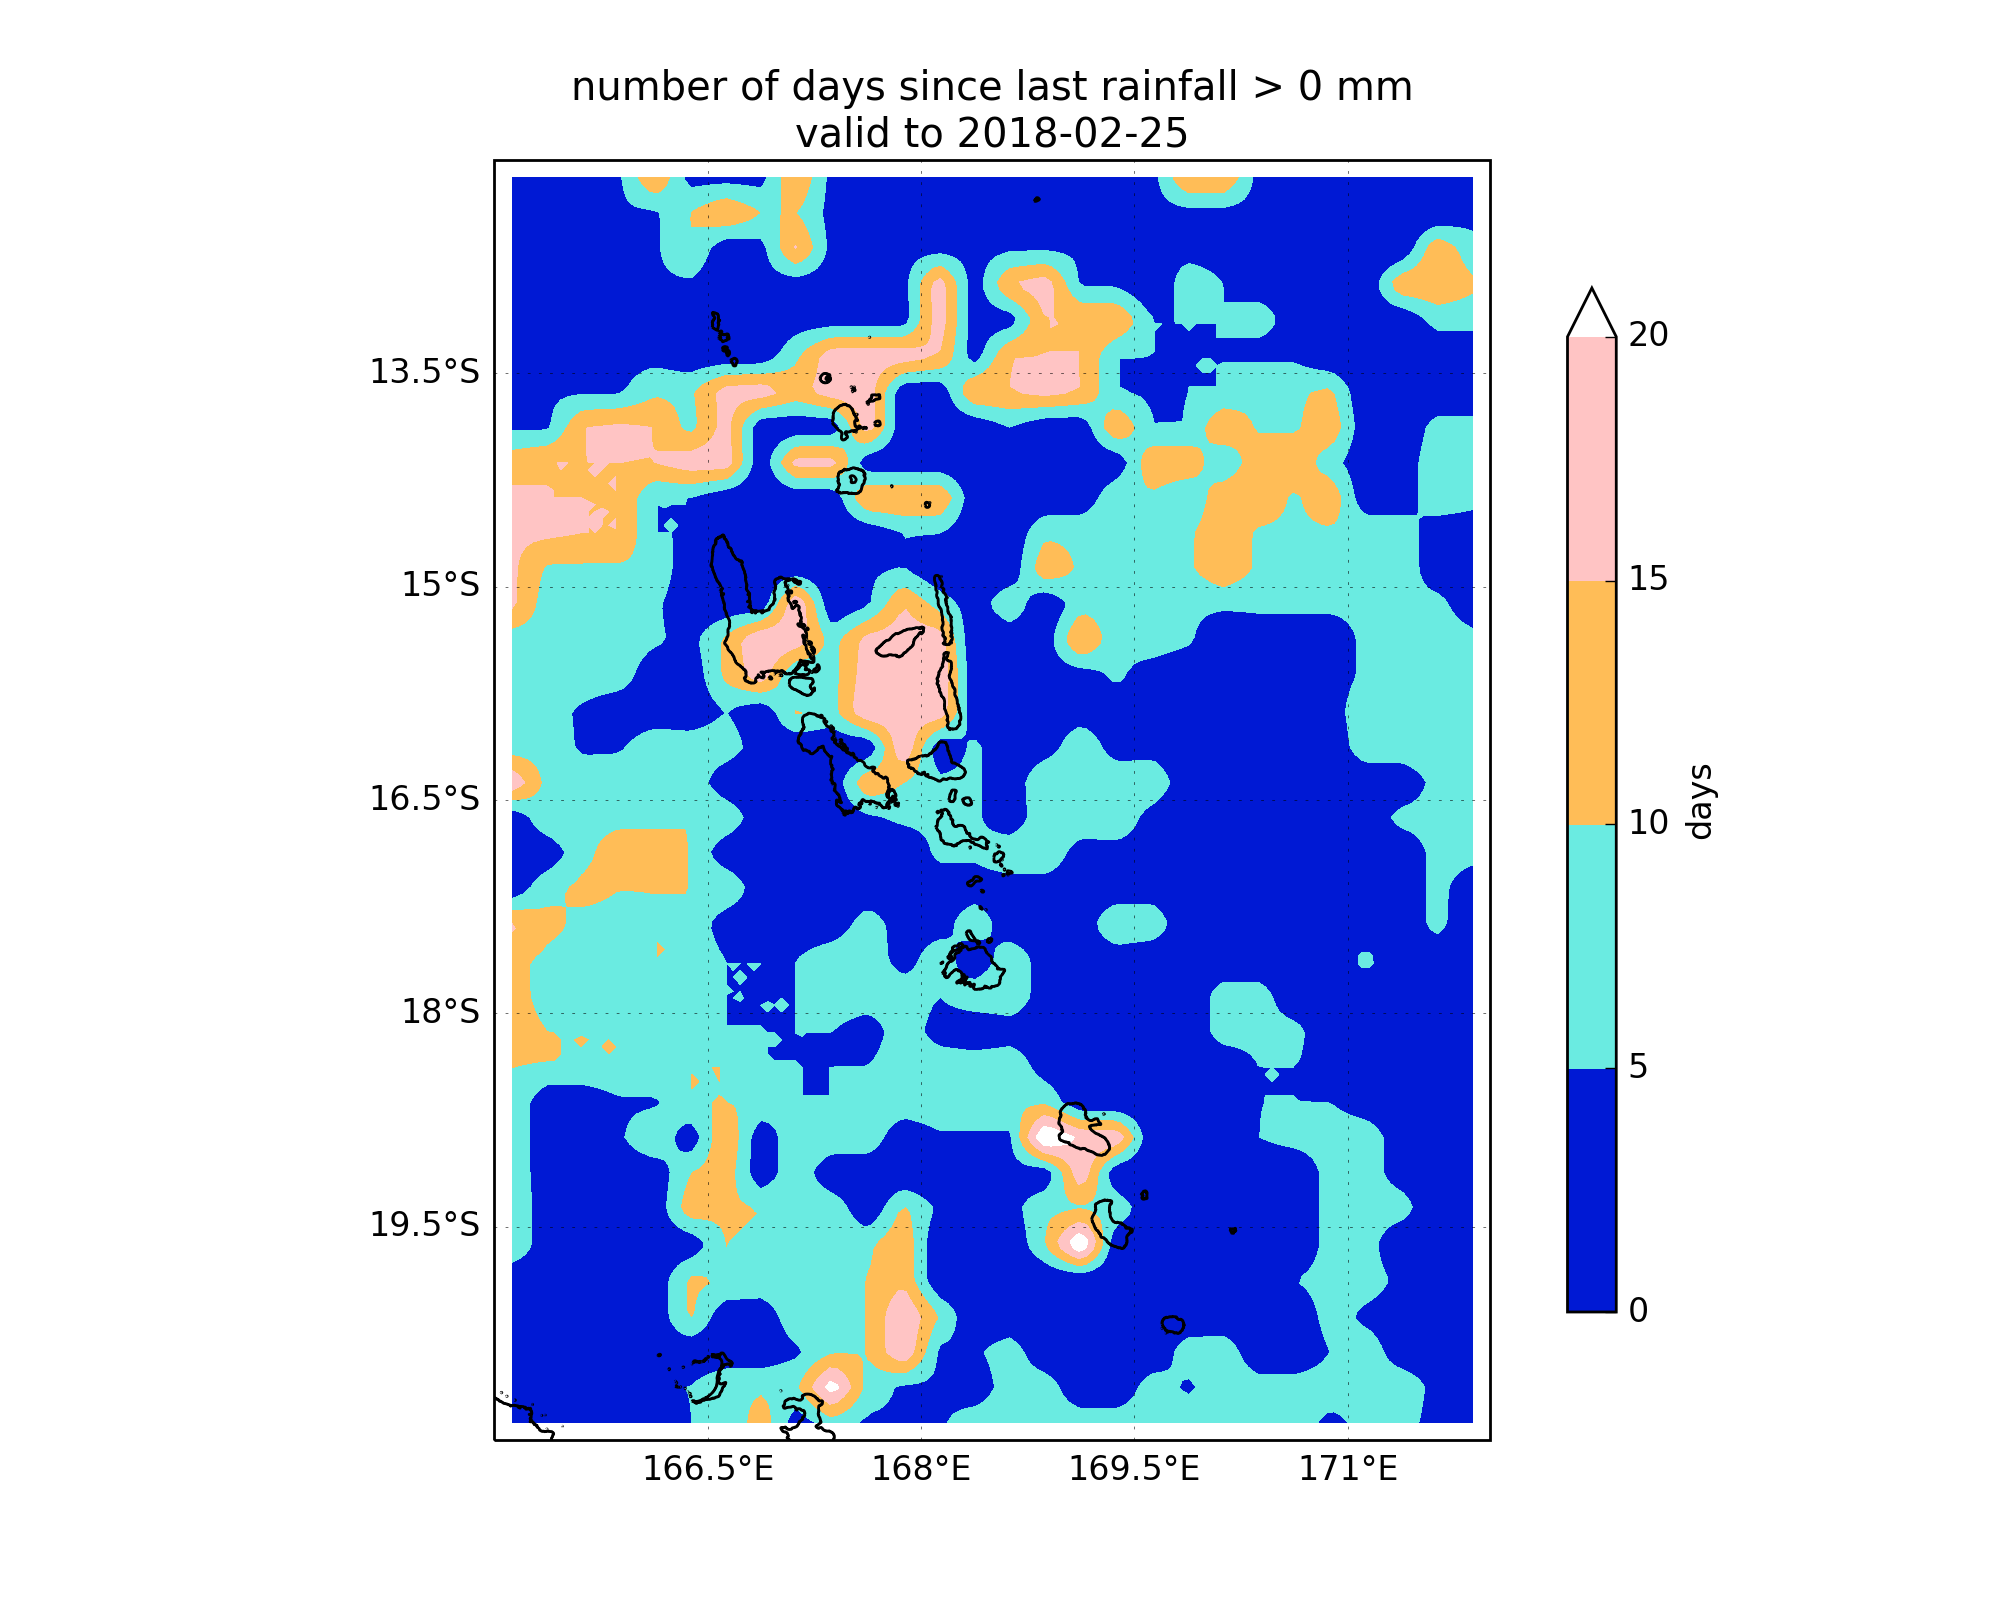 number of days since last rainfall > 0 mm
valid to 2018-02-25
13.5°S
15°S
16.5°S
18°S
19.5°S
166.5°E
168°E
169.5°E
171°E
20
15
10
5
0
days